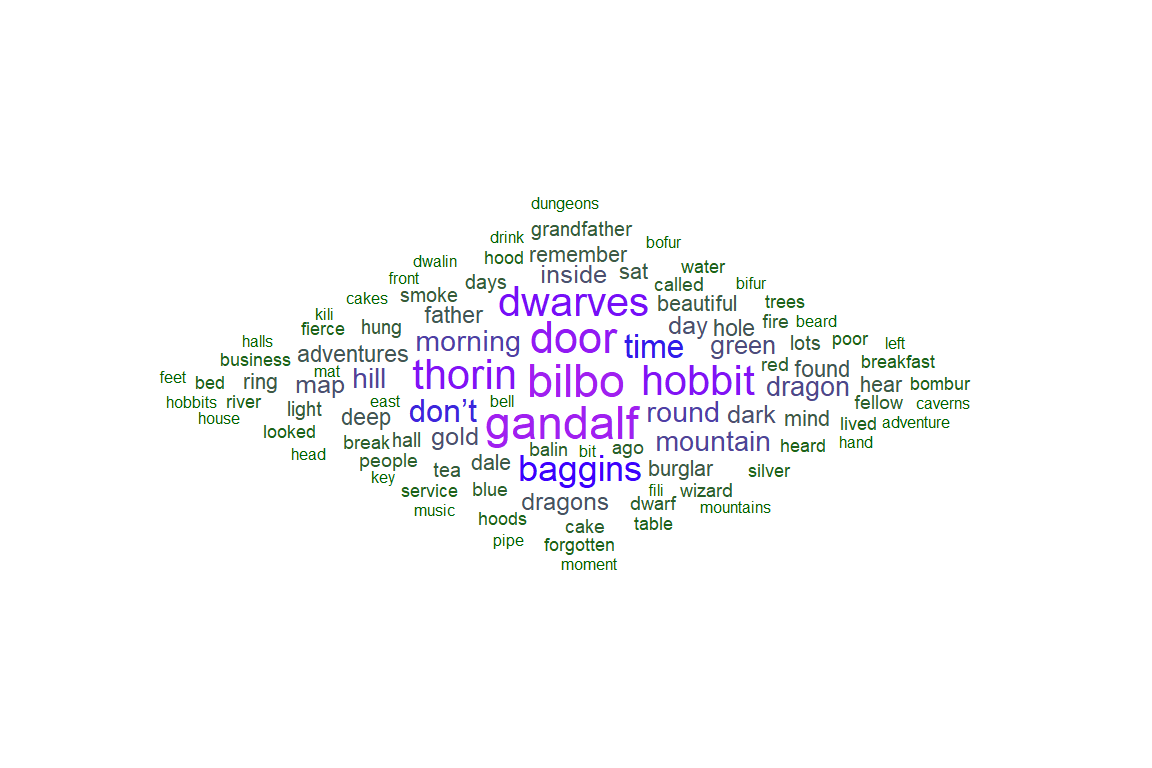 dungeons
drink grandfather bofur
dwalin hood remember
front days inside sat called water bifur
cakes smoke father dwarves beautiful trees
kili fierce hung morning door time day hole fire beard
halls business adventures green lots poor left
feet bed ring mat map hill thorin bilbo hobbit red dragon found hear breakfast bombur
hobbits river light east don’t bell gandalf round dark mind fellow caverns
house looked deep lived adventure
head break hall gold balin bit ago mountain heard hand
people key tea dale baggins burglar silver
service blue dragons fili dwarf wizard mountains
music hoods cake table
pipe forgotten
moment